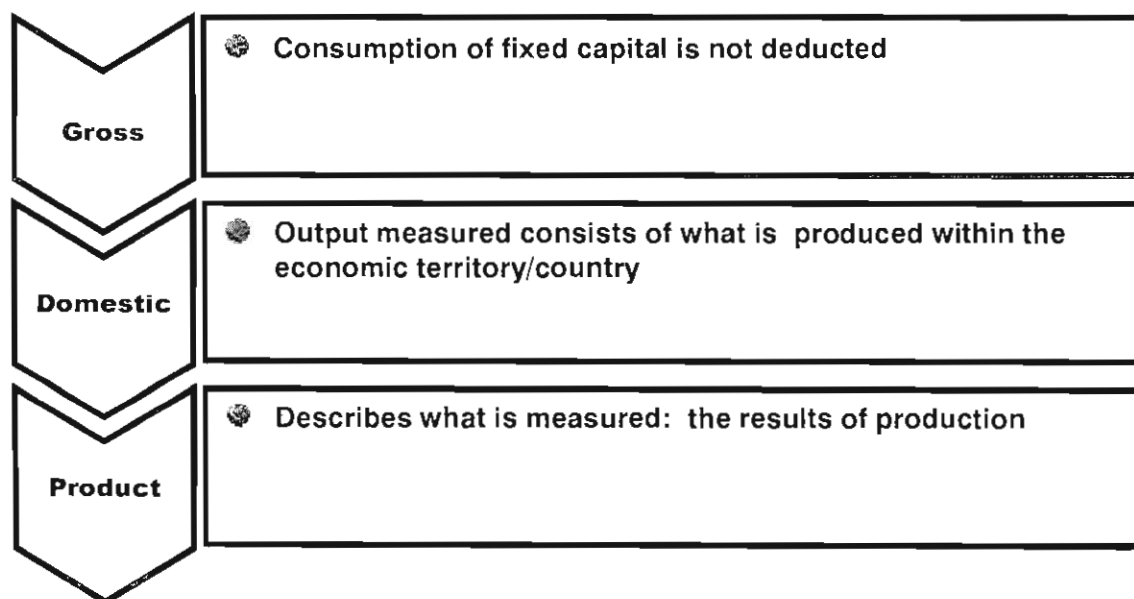 Gross
Consumption of fixed capital is not deducted
Domestic
Output measured consists of what is produced within the
economic territory/country
Product
Describes what is measured: the results of production